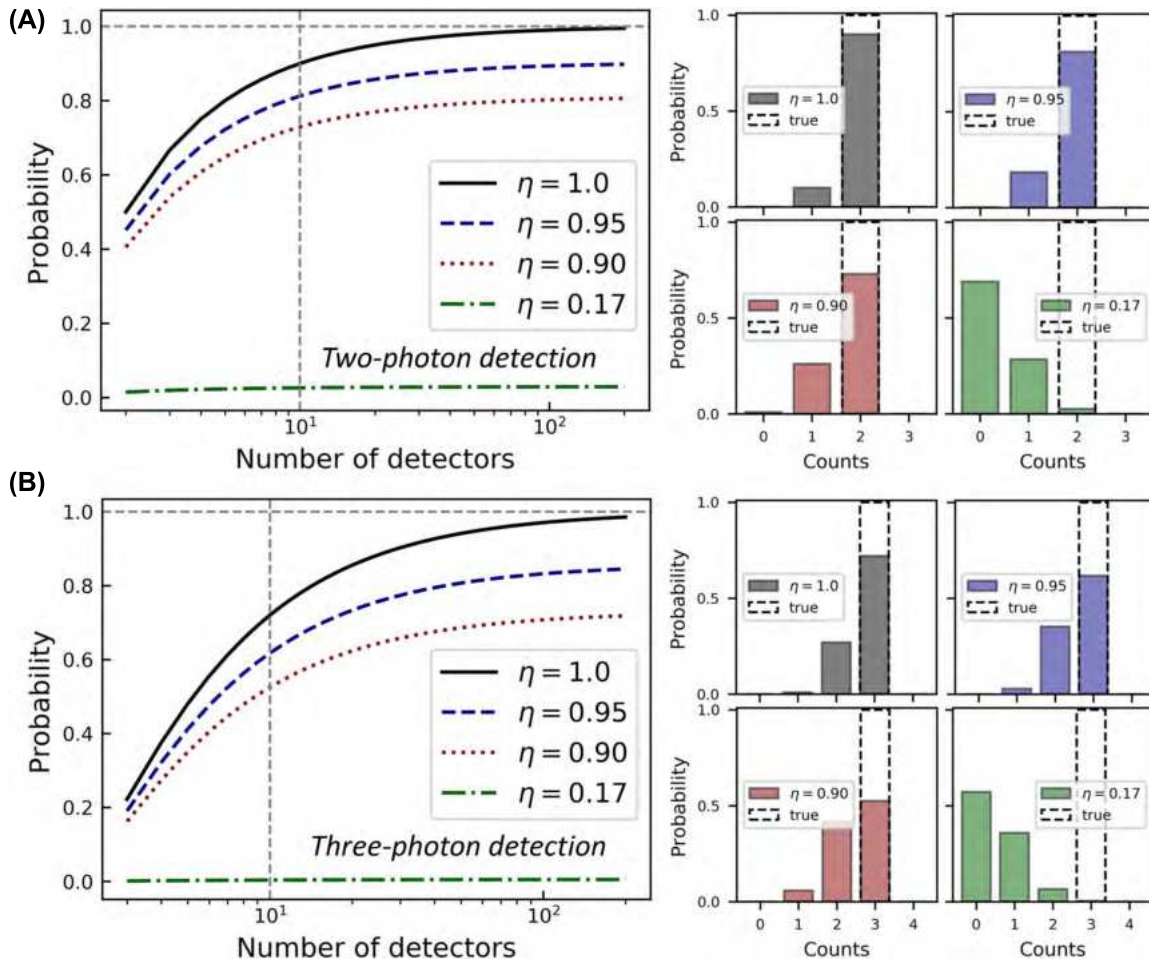 (A)
Probability
1.0
0.8
0.6
0.4
0.2
0.0
η = 1.0
η = 0.95
η = 0.90
η = 0.17
Two-photon detection
10¹
10²
Number of detectors
Probability
1.0
0.5
0.0
η = 1.0
true
η = 0.95
true
Probability
1.0
0.5
0.0
η = 0.90
true
η = 0.17
true
0 1 2 3
0 1 2 3
Counts
Counts
(B)
Probability
1.0
0.8
0.6
0.4
0.2
0.0
η = 1.0
η = 0.95
η = 0.90
η = 0.17
Three-photon detection
10¹
10²
Number of detectors
Probability
1.0
0.5
0.0
η = 1.0
true
η = 0.95
true
Probability
1.0
0.5
0.0
η = 0.90
true
η = 0.17
true
0 1 2 3 4
0 1 2 3 4
Counts
Counts